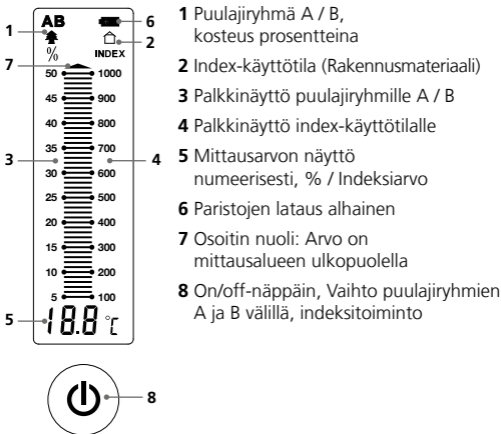 AB
6
1
2
%
INDEX
7
50 1000
45 900
40 800
35 700
3
4
30 600
25 500
20 400
15 300
10 200
5 100
5
18.8 °C
8
1 Puulajiryhmä A / B,
kosteus prosentteina
2 Index-käyttötila (Rakennusmateriaali)
3 Palkkinäyttö puulajiryhmille A / B
4 Palkkinäyttö index-käyttötilalle
5 Mittausarvon näyttö
numeerisesti, % / Indeksiarvo
6 Paristojen lataus alhainen
7 Osoitin nuoli: Arvo on
mittausalueen ulkopuolella
8 On/off-näppäin, Vaihto puulajiryhmien
A ja B välillä, indeksitoiminto